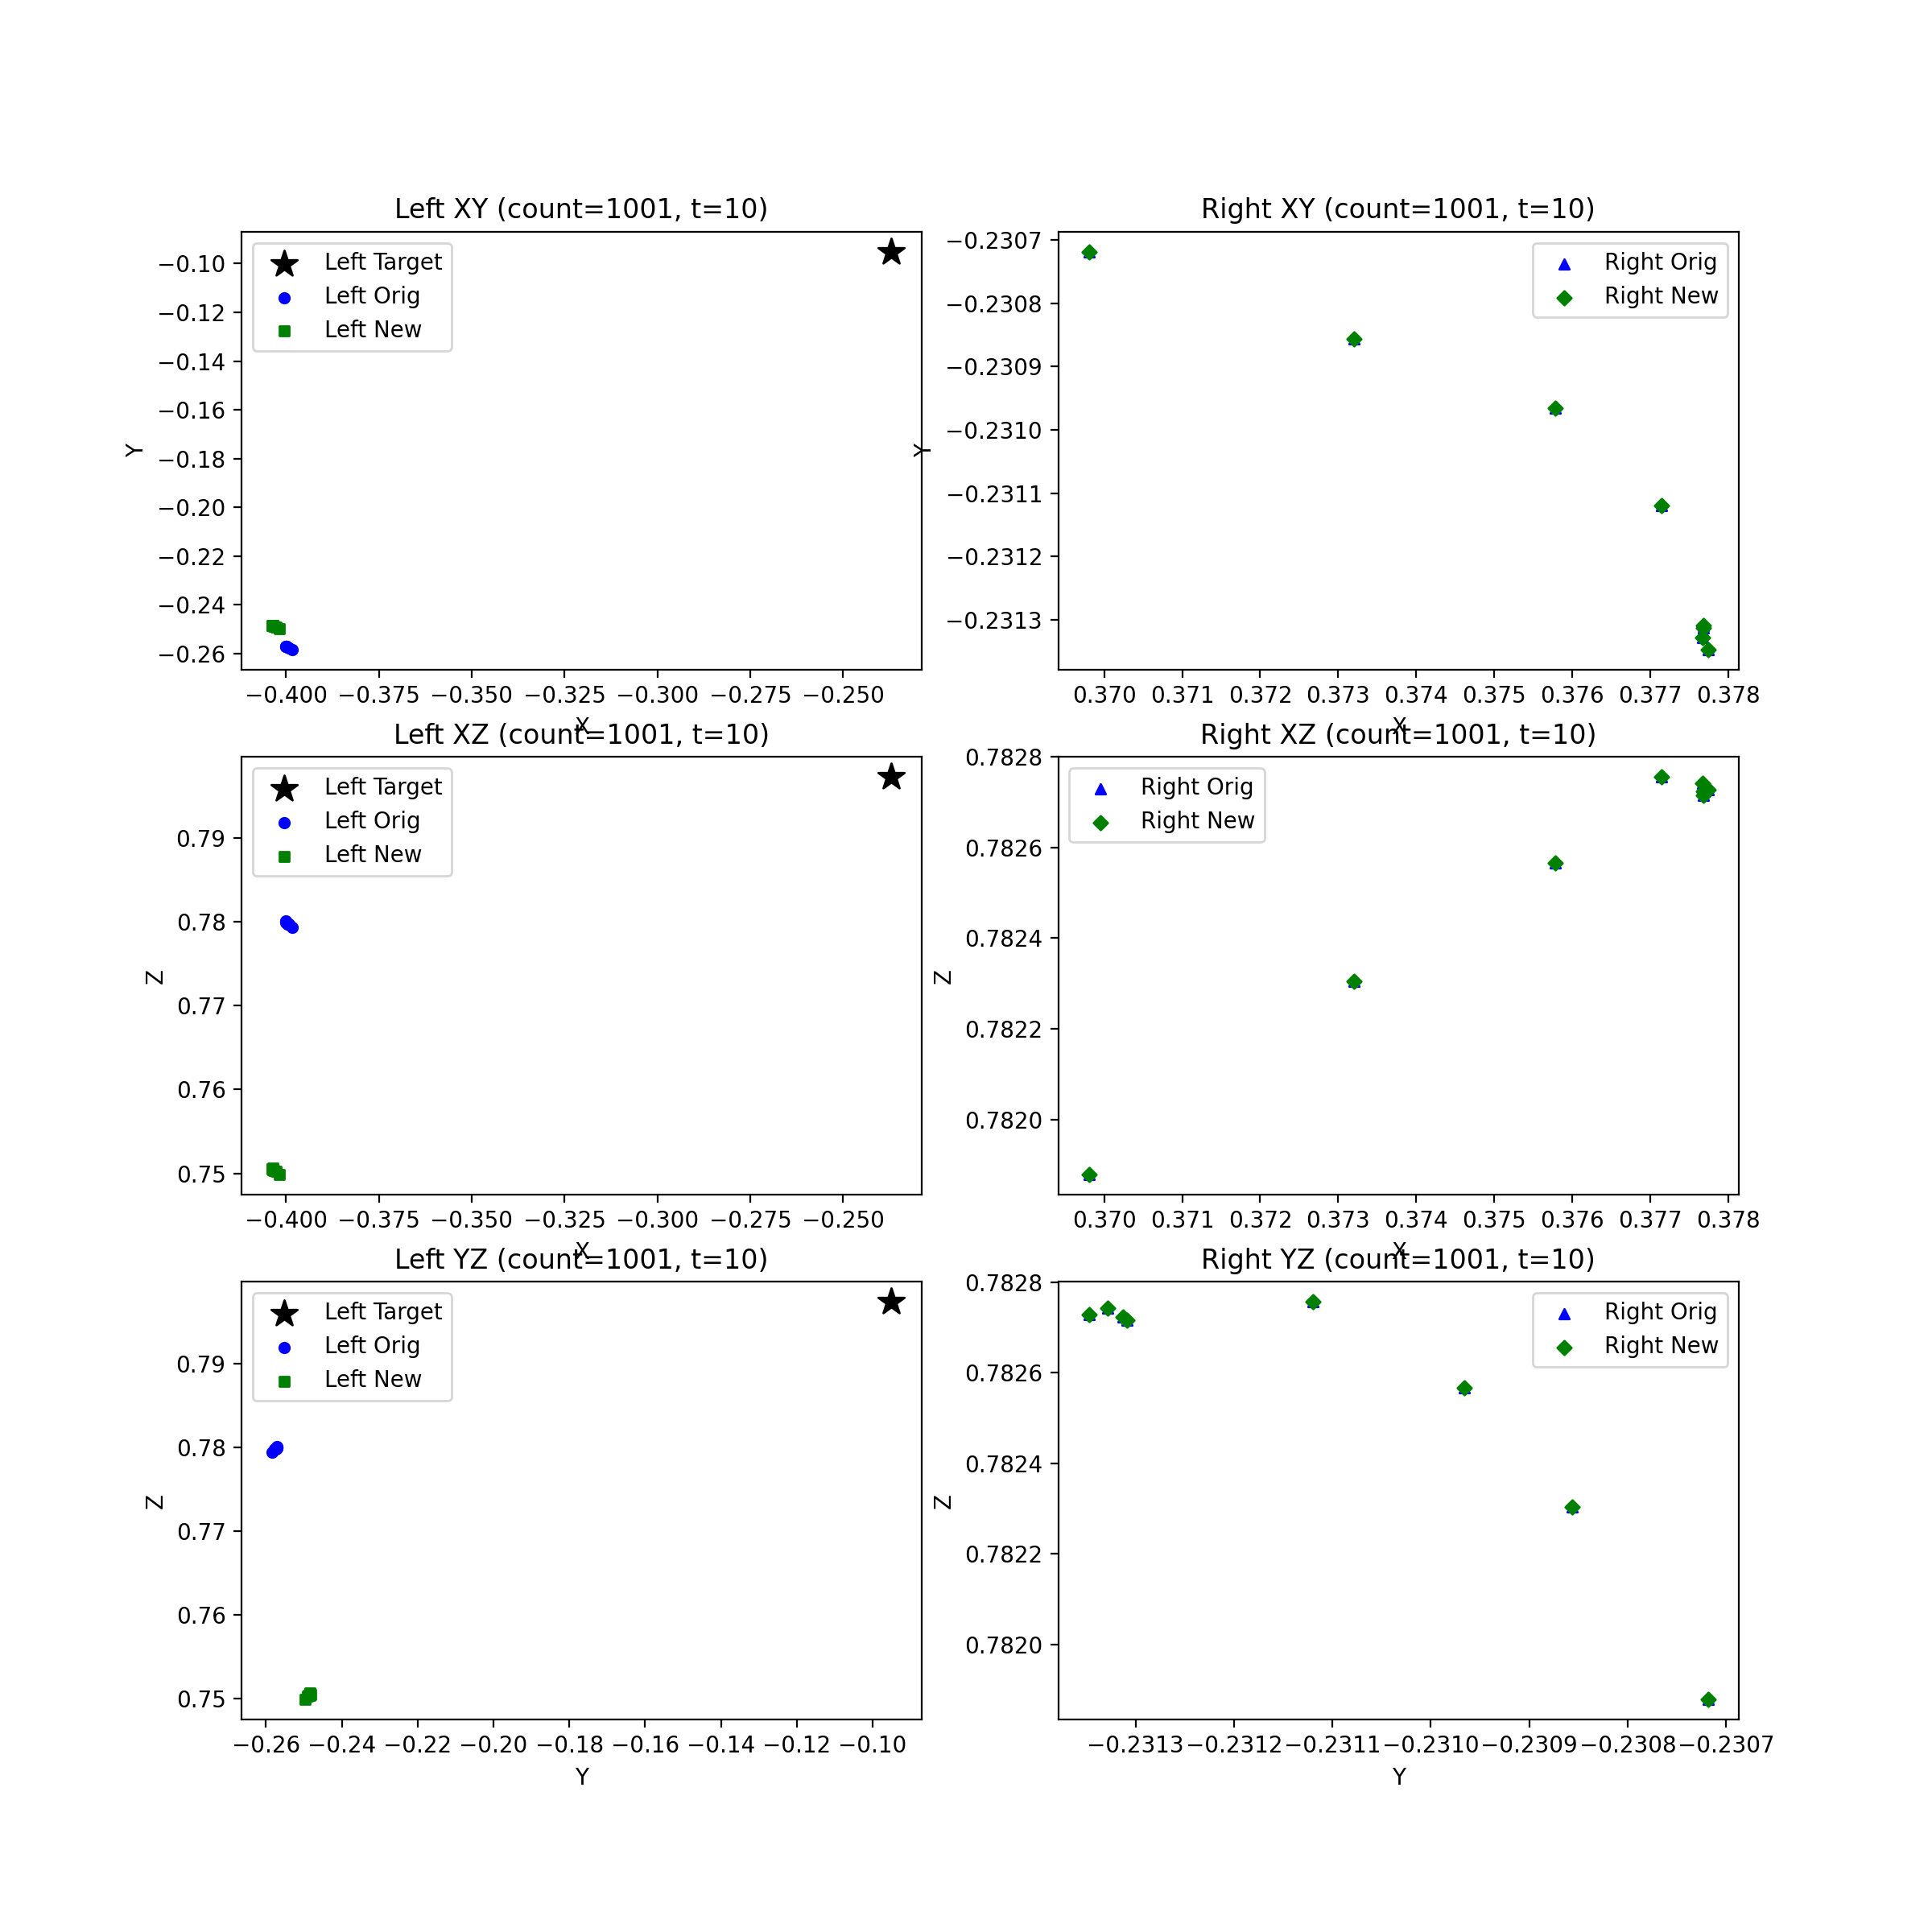 Left XY (count=1001, t=10)
Right XY (count=1001, t=10)
Left Target
Left Orig
Left New
−0.10
−0.12
−0.14
−0.16
−0.18
−0.20
−0.22
−0.24
−0.26
Y
−0.400 −0.375 −0.350 −0.325 −0.300 −0.275 −0.250
X
Right Orig
Right New
−0.2307
−0.2308
−0.2309
−0.2310
−0.2311
−0.2312
−0.2313
Y
0.370 0.371 0.372 0.373 0.374 0.375 0.376 0.377 0.378
X
Left XZ (count=1001, t=10)
Right XZ (count=1001, t=10)
Left Target
Left Orig
Left New
0.79
0.78
0.77
0.76
0.75
Z
−0.400 −0.375 −0.350 −0.325 −0.300 −0.275 −0.250
X
Right Orig
Right New
0.7828
0.7826
0.7824
0.7822
0.7820
Z
0.370 0.371 0.372 0.373 0.374 0.375 0.376 0.377 0.378
X
Left YZ (count=1001, t=10)
Right YZ (count=1001, t=10)
Left Target
Left Orig
Left New
0.79
0.78
0.77
0.76
0.75
Z
−0.26 −0.24 −0.22 −0.20 −0.18 −0.16 −0.14 −0.12 −0.10
Y
Right Orig
Right New
0.7828
0.7826
0.7824
0.7822
0.7820
Z
−0.2313 −0.2312 −0.2311 −0.2310 −0.2309 −0.2308 −0.2307
Y